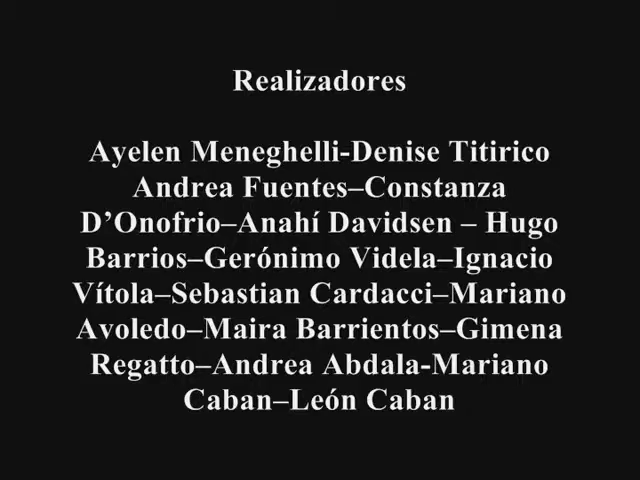 Realizadores
Ayelen Meneghelli-Denise Titirico
Andrea Fuentes–Constanza
D’Onofrio–Anahí Davidsen – Hugo
Barrios–Gerónimo Videla–Ignacio
Vítola–Sebastian Cardacci–Mariano
Avoledo–Maira Barrientos–Gimena
Regatto–Andrea Abdala-Mariano
Caban–León Caban